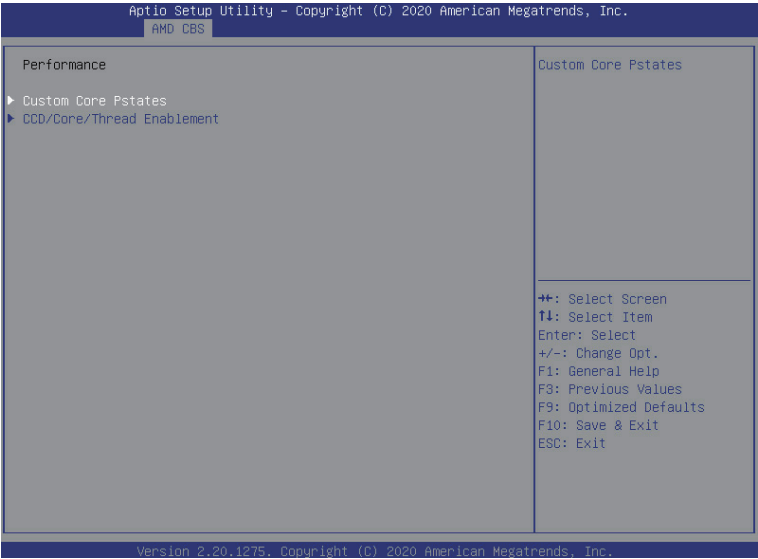 Aptio Setup Utility – Copyright (C) 2020 American Megatrends, Inc.
AMD CBS
Performance
Custom Core Pstates
CCD/Core/Thread Enablement
Custom Core Pstates
→←: Select Screen
↑↓: Select Item
Enter: Select
+/-: Change Opt.
F1: General Help
F3: Previous Values
F9: Optimized Defaults
F10: Save & Exit
ESC: Exit
Version 2.20.1275. Copyright (C) 2020 American Megatrends, Inc.